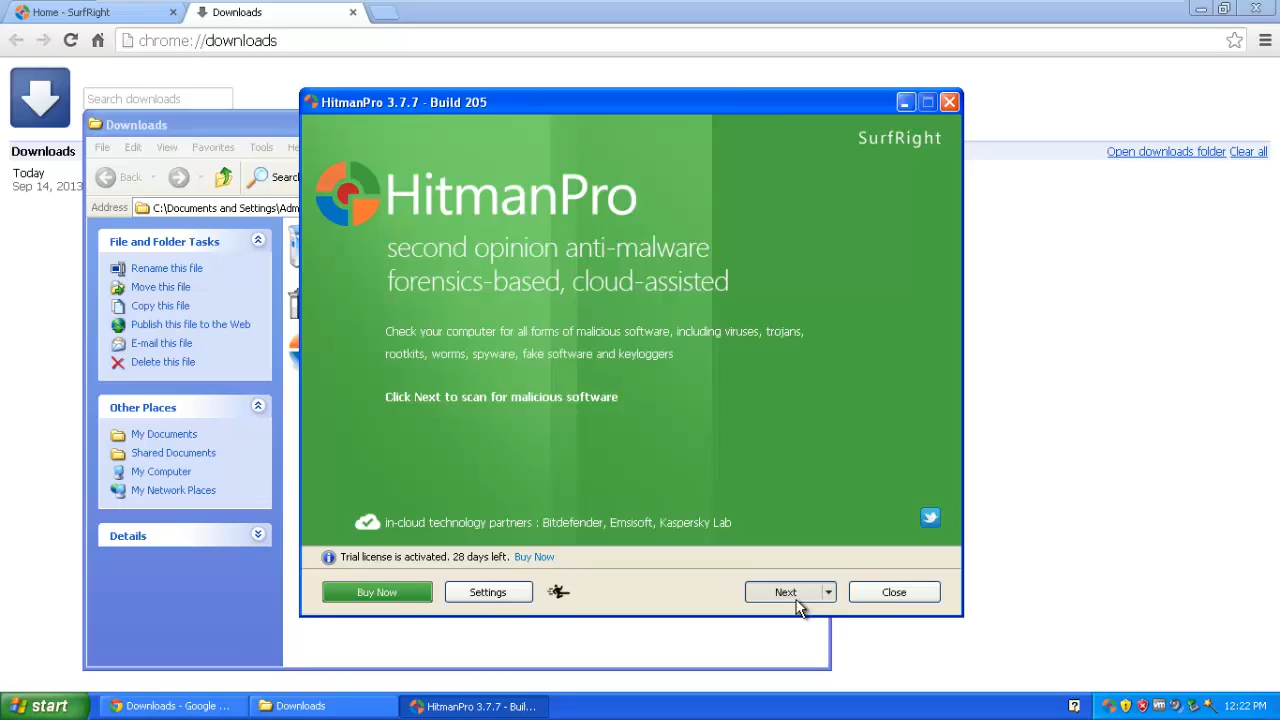 Home - SurfRight
Downloads
chrome://downloads
Search downloads
Downloads
Open downloads folder
Clear all
Today
Sep 14, 2013
Downloads
File Edit View Favorites Tools
Back
Address
C:\Documents and Settings\Adm
File and Folder Tasks
Rename this file
Move this file
Copy this file
Publish this file to the Web
E-mail this file
Delete this file
Other Places
My Documents
Shared Documents
My Computer
My Network Places
Details
HitmanPro 3.7.7 - Build 205
SurfRight
HitmanPro
second opinion anti-malware
forensics-based, cloud-assisted
Check your computer for all forms of malicious software, including viruses, trojans,
rootkits, worms, spyware, fake software and keyloggers
Click Next to scan for malicious software
in-cloud technology partners : Bitdefender, Emsisoft, Kaspersky Lab
Trial license is activated. 28 days left. Buy Now
Buy Now
Settings
Next
Close
start
Downloads - Google ...
Downloads
HitmanPro 3.7.7 - Buil...
12:22 PM